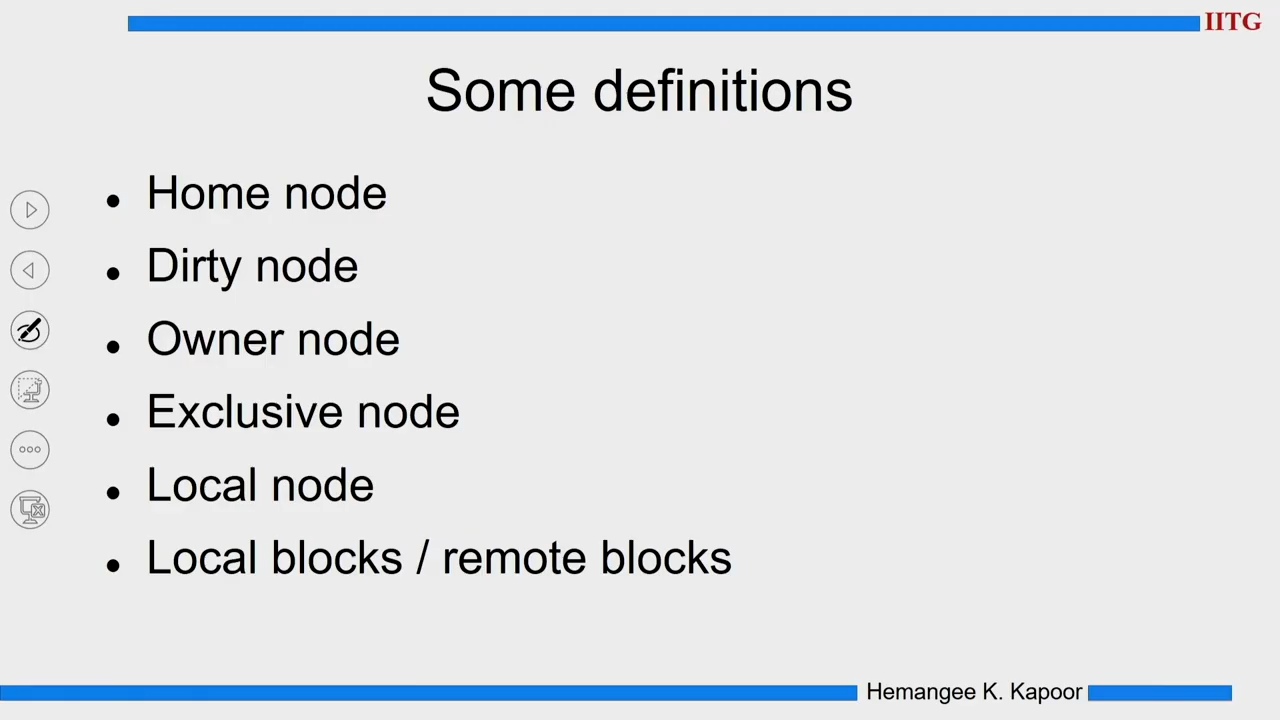 IITG
Some definitions
● Home node
● Dirty node
● Owner node
● Exclusive node
● Local node
● Local blocks / remote blocks
Hemangee K. Kapoor